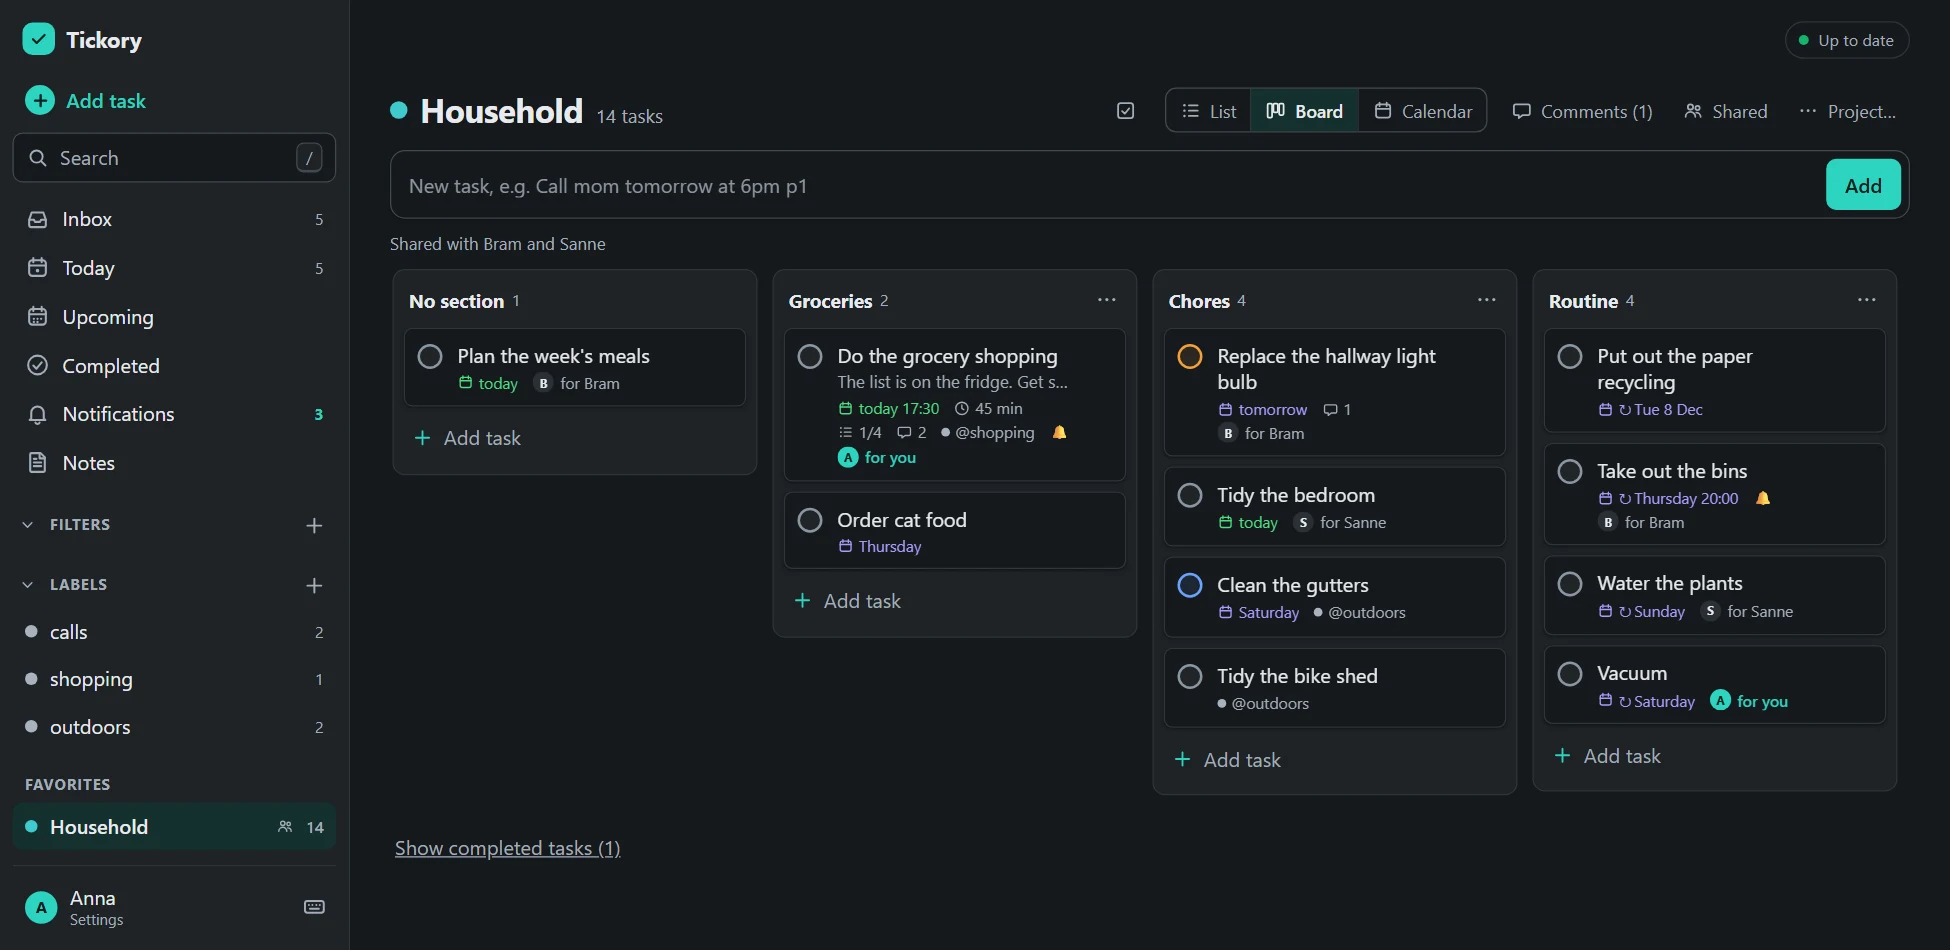 Tickory
Add task
Search /
Inbox 5
Today 5
Upcoming
Completed
Notifications 3
Notes
FILTERS
LABELS
calls 2
shopping 1
outdoors 2
FAVORITES
Household 14
A Anna
Settings
Up to date
Household 14 tasks
List Board Calendar Comments (1) Shared ··· Project...
New task, e.g. Call mom tomorrow at 6pm p1
Add
Shared with Bram and Sanne
No section 1
Plan the week's meals
today B for Bram
Add task
Groceries 2
Do the grocery shopping
The list is on the fridge. Get s...
today 17:30 45 min
1/4 2 @shopping
A for you
Order cat food
Thursday
Add task
Chores 4
Replace the hallway light
bulb
tomorrow 1
B for Bram
Tidy the bedroom
today S for Sanne
Clean the gutters
Saturday @outdoors
Tidy the bike shed
@outdoors
Add task
Routine 4
Put out the paper
recycling
Tue 8 Dec
Take out the bins
Thursday 20:00
B for Bram
Water the plants
Sunday S for Sanne
Vacuum
Saturday A for you
Add task
Show completed tasks (1)